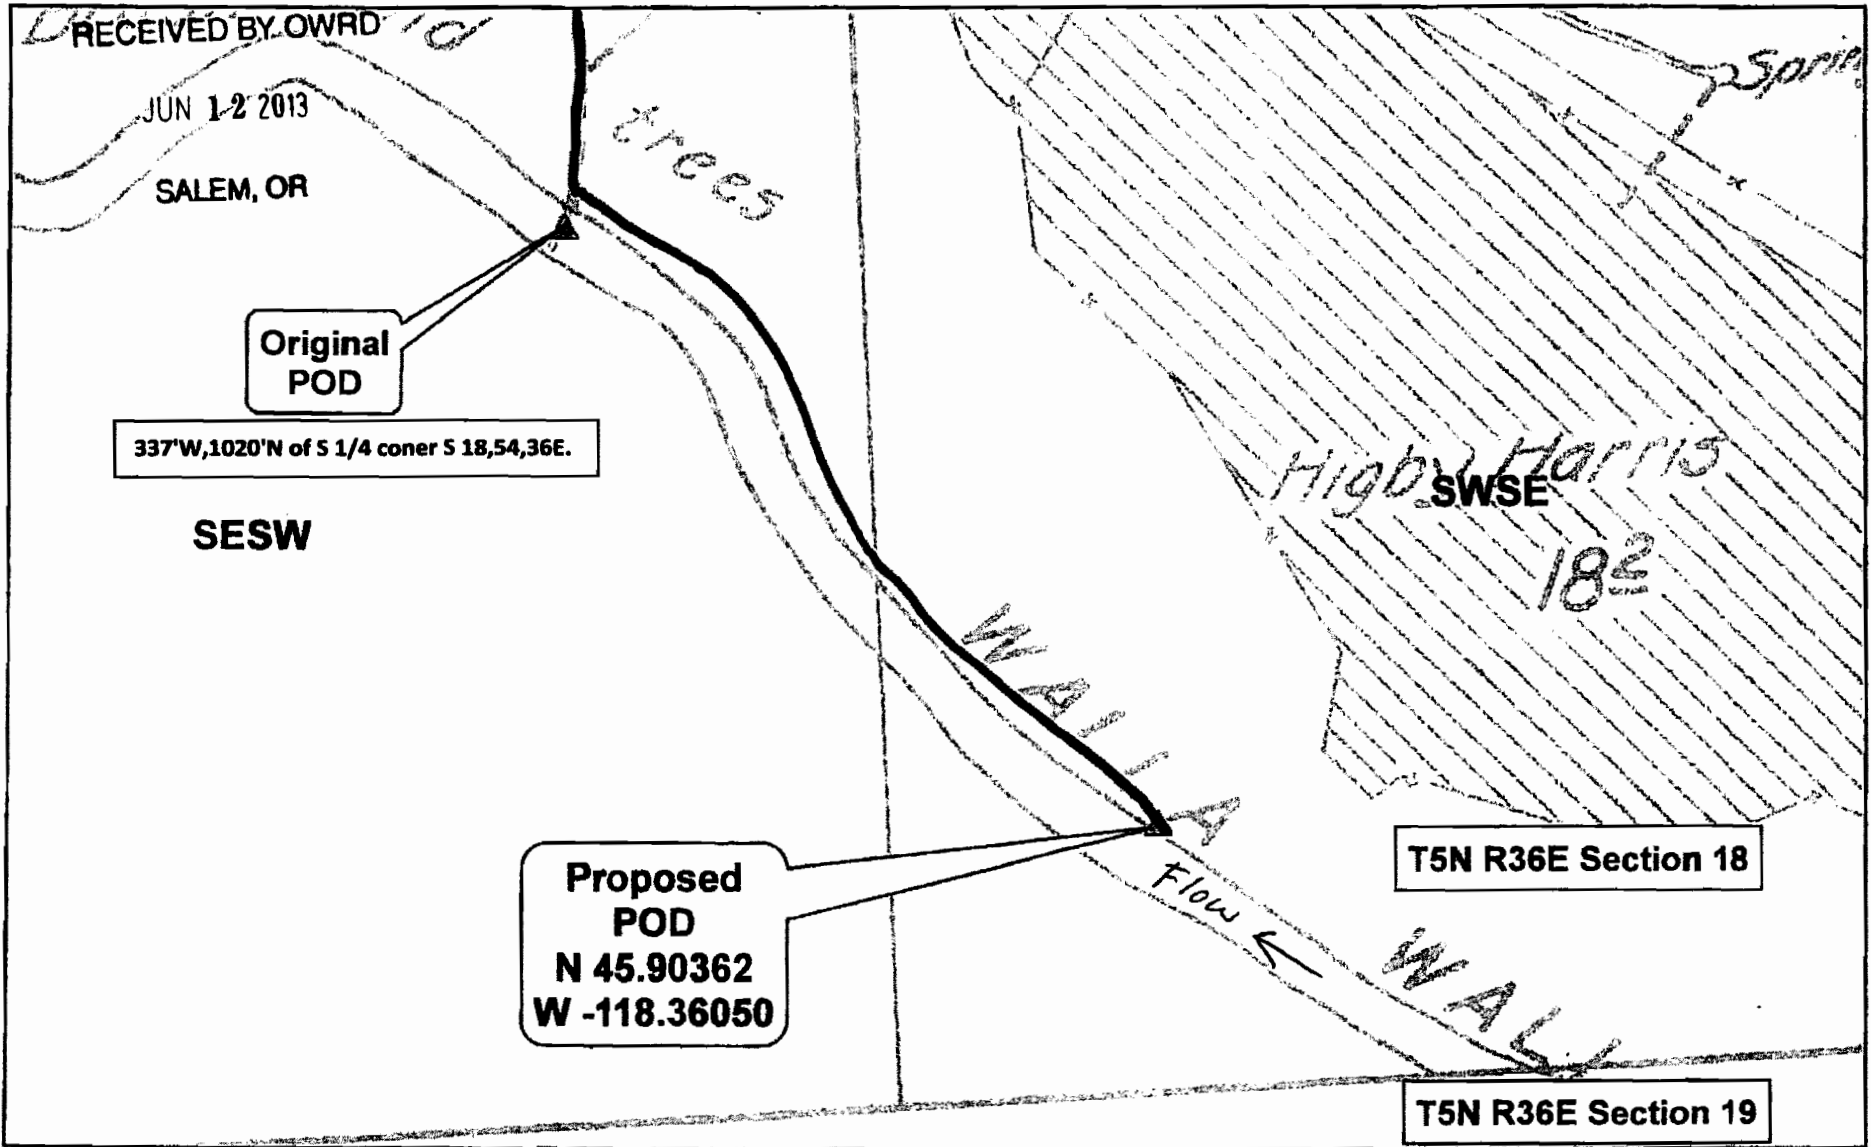 RECEIVED BY OWRD
JUN 12 2013
SALEM, OR
trees
Original
POD
337'W,1020'N of S 1/4 coner S 18,54,36E.
SESW
Higby Harris
SWSE
18 2
WALLA
Proposed
POD
N 45.90362
W -118.36050
Flow
T5N R36E Section 18
T5N R36E Section 19